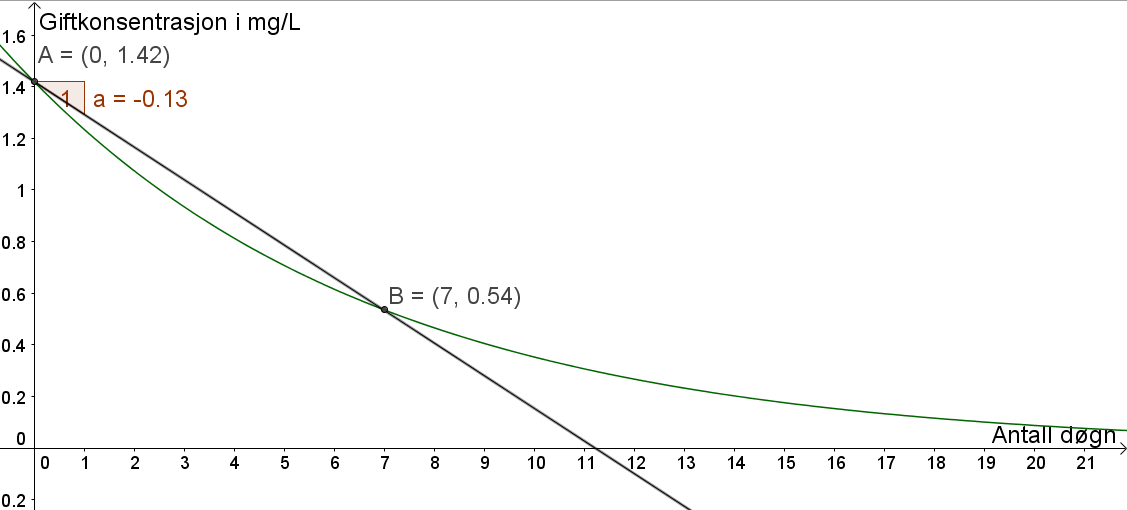 Giftkonsentrasjon i mg/L
1.6
A = (0, 1.42)
1.4
1
a = -0.13
1.2
1
0.8
0.6
B = (7, 0.54)
0.4
0.2
0
Antall døgn
0 1 2 3 4 5 6 7 8 9 10 11 12 13 14 15 16 17 18 19 20 21
0.2